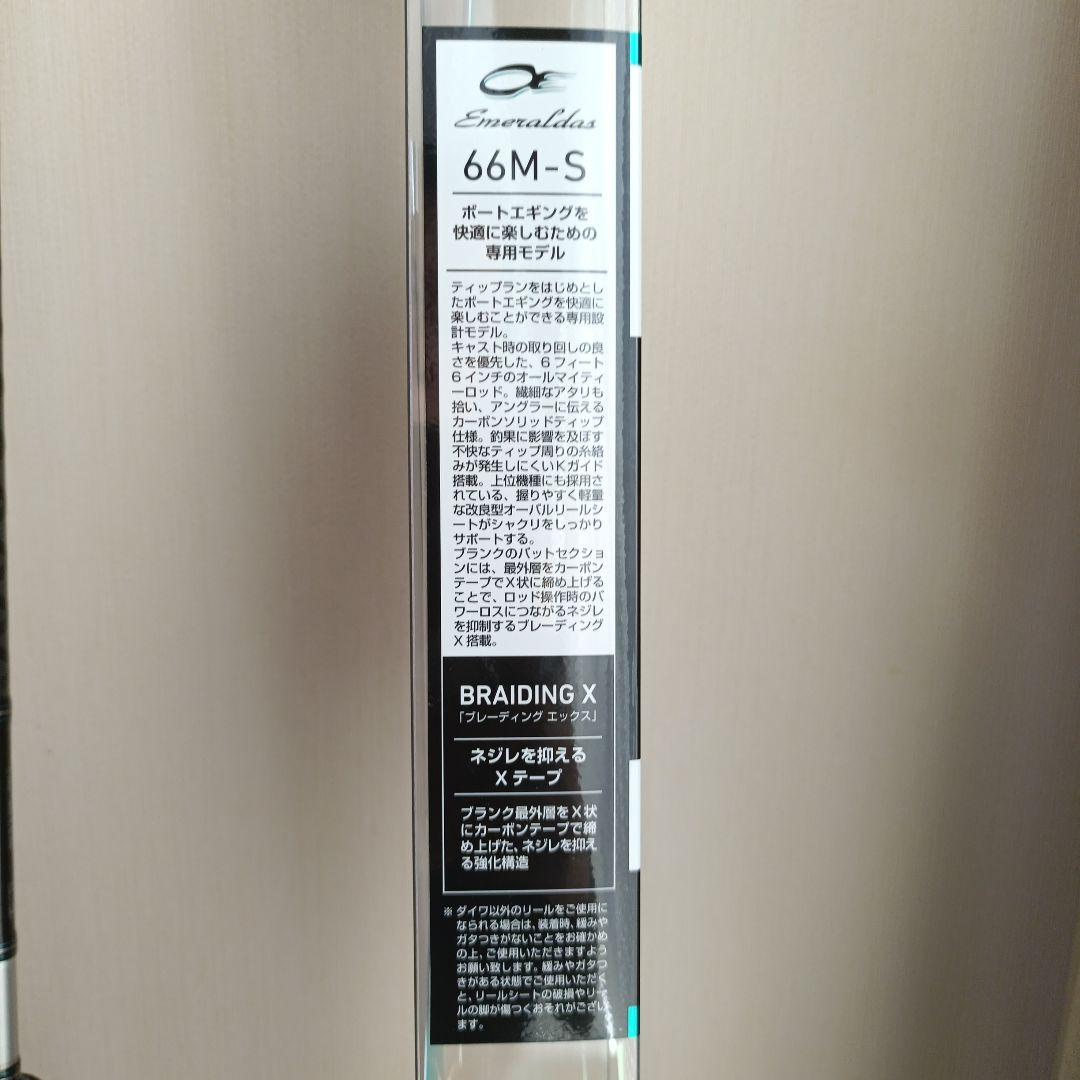 Emeraldas
66M-S
ボートエギングを
快適に楽しむための
専用モデル
ティップランをはじめとし
たボートエギングを快適に
楽しむことができる専用設
計モデル。
キャスト時の取り回しの良
さを優先した、6フィート
6インチのオールマイティ
ーロッド。繊細なアタリも
拾い、アングラーに伝える
カーボンソリッドティップ
仕様。釣果に影響を及ぼす
不快なティップ周りの糸絡
みが発生しにくいKガイド
搭載。上位機種にも採用さ
れている、握りやすく軽量
な改良型オーバルリールシ
ートがシャクリをしっかり
サポートする。
ブランクのバットセクショ
ンには、最外層をカーボン
テープでX状に締め上げる
ことで、ロッド操作時のパ
ワーロスにつながるネジレ
を抑制するブレーディング
X搭載。
BRAIDING X
「ブレーディング エックス」
ネジレを抑える
Xテープ
ブランク最外層をX状
にカーボンテープで締
め上げた、ネジレを抑え
る強化構造
※ ダイワ以外のリールをご使用に
なられる場合は、装着時、緩みや
ガタつきがないことをお確かめ
の上、ご使用いただきますよう
お願い致します。緩みやガタつ
きがある状態でご使用いただく
と、リールシートの破損やリー
ルの脚が傷つくおそれがござい
ます。